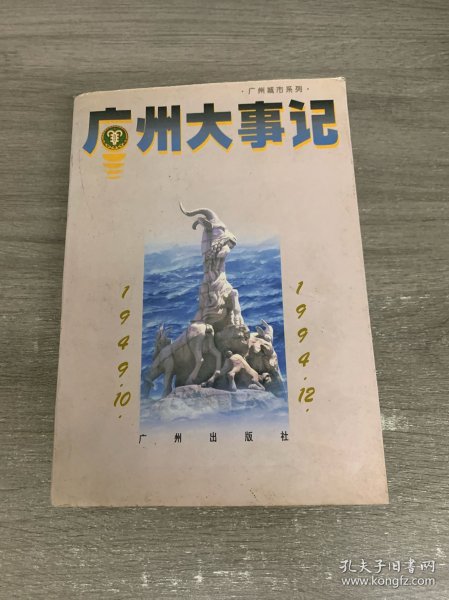 ·广州城市系列·
广州大事记
1949.10.
1994.12.
广州出版社
孔夫子旧书网
www.kongfz.com